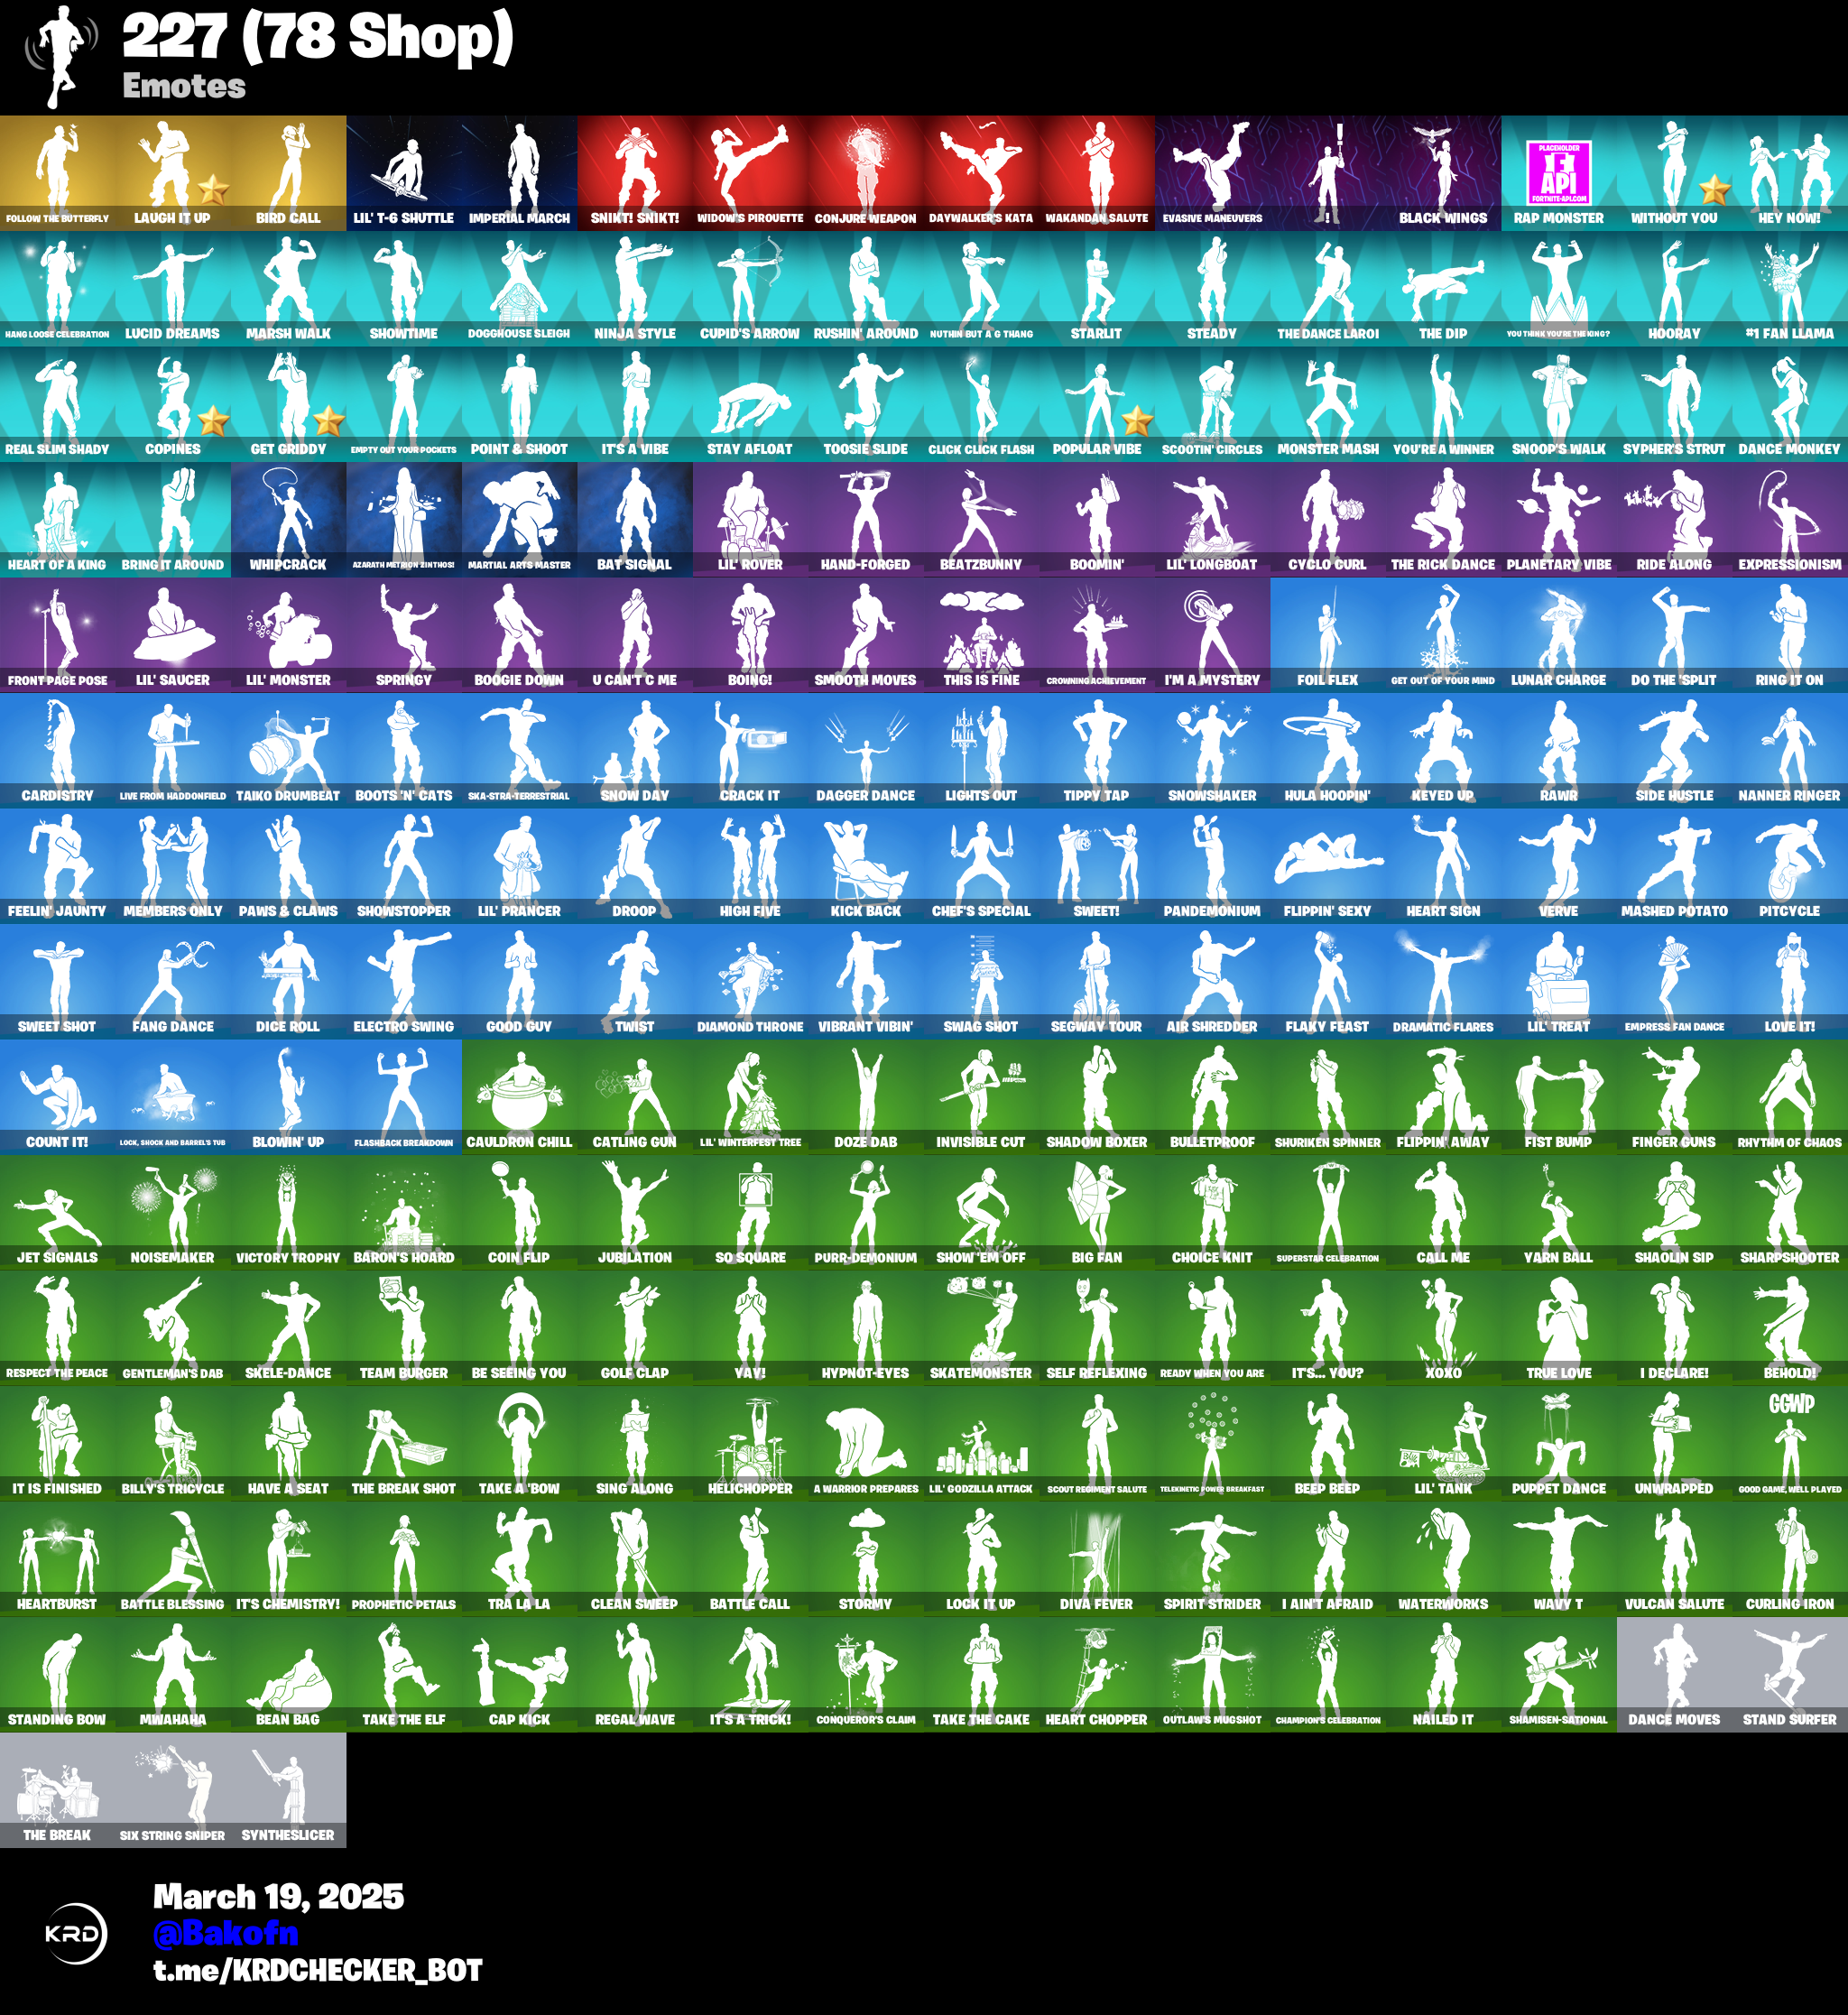 227 (78 Shop)
Emotes
FOLLOW THE BUTTERFLY
LAUGH IT UP
BIRD CALL
LIL' T-6 SHUTTLE
IMPERIAL MARCH
SNIKT! SNIKT!
WIDOW'S PIROUETTE
CONJURE WEAPON
DAYWALKER'S KATA
WAKANDAN SALUTE
EVASIVE MANEUVERS
!
BLACK WINGS
PLACEHOLDER
F
API
FORTNITE-API.COM
RAP MONSTER
WITHOUT YOU
HEY NOW!
HANG LOOSE CELEBRATION
LUCID DREAMS
MARSH WALK
SHOWTIME
DOGGHOUSE SLEIGH
NINJA STYLE
CUPID'S ARROW
RUSHIN' AROUND
NUTHIN BUT A G THANG
STARLIT
STEADY
THE DANCE LAROI
THE DIP
YOU THINK YOU'RE THE KING?
HOORAY
#1 FAN LLAMA
REAL SLIM SHADY
COPINES
GET GRIDDY
EMPTY OUT YOUR POCKETS
POINT & SHOOT
IT'S A VIBE
STAY AFLOAT
TOOSIE SLIDE
CLICK CLICK FLASH
POPULAR VIBE
SCOOTIN' CIRCLES
MONSTER MASH
YOU'RE A WINNER
SNOOP'S WALK
SYPHER'S STRUT
DANCE MONKEY
HEART OF A KING
BRING IT AROUND
WHIPCRACK
AZARATH METRION ZINTHOS!
MARTIAL ARTS MASTER
BAT SIGNAL
LIL' ROVER
HAND-FORGED
BEATZBUNNY
BOOMIN'
LIL' LONGBOAT
CYCLO CURL
THE RICK DANCE
PLANETARY VIBE
RIDE ALONG
EXPRESSIONISM
FRONT PAGE POSE
LIL' SAUCER
LIL' MONSTER
SPRINGY
BOOGIE DOWN
U CAN'T C ME
BOING!
SMOOTH MOVES
THIS IS FINE
CROWNING ACHIEVEMENT
I'M A MYSTERY
FOIL FLEX
GET OUT OF YOUR MIND
LUNAR CHARGE
DO THE 'SPLIT
RING IT ON
CARDISTRY
LIVE FROM HADDONFIELD
TAIKO DRUMBEAT
BOOTS 'N' CATS
SKA-STRA-TERRESTRIAL
SNOW DAY
CRACK IT
DAGGER DANCE
LIGHTS OUT
TIPPY TAP
SNOWSHAKER
HULA HOOPIN'
KEYED UP
RAWR
SIDE HUSTLE
NANNER RINGER
FEELIN' JAUNTY
MEMBERS ONLY
PAWS & CLAWS
SHOWSTOPPER
LIL' PRANCER
DROOP
HIGH FIVE
KICK BACK
CHEF'S SPECIAL
SWEET!
PANDEMONIUM
FLIPPIN' SEXY
HEART SIGN
VERVE
MASHED POTATO
PITCYCLE
SWEET SHOT
FANG DANCE
DICE ROLL
ELECTRO SWING
GOOD GUY
TWIST
DIAMOND THRONE
VIBRANT VIBIN'
SWAG SHOT
SEGWAY TOUR
AIR SHREDDER
FLAKY FEAST
DRAMATIC FLARES
LIL' TREAT
EMPRESS FAN DANCE
LOVE IT!
COUNT IT!
LOCK, SHOCK AND BARREL'S TUB
BLOWIN' UP
FLASHBACK BREAKDOWN
CAULDRON CHILL
CATLING GUN
LIL' WINTERFEST TREE
DOZE DAB
INVISIBLE CUT
SHADOW BOXER
BULLETPROOF
SHURIKEN SPINNER
FLIPPIN' AWAY
FIST BUMP
FINGER GUNS
RHYTHM OF CHAOS
JET SIGNALS
NOISEMAKER
VICTORY TROPHY
BARON'S HOARD
COIN FLIP
JUBILATION
SO SQUARE
PURR-DEMONIUM
SHOW 'EM OFF
BIG FAN
CHOICE KNIT
SUPERSTAR CELEBRATION
CALL ME
YARN BALL
SHAOLIN SIP
SHARPSHOOTER
RESPECT THE PEACE
GENTLEMAN'S DAB
SKELE-DANCE
TEAM BURGER
BE SEEING YOU
GOLF CLAP
YAY!
HYPNOT-EYES
SKATEMONSTER
SELF REFLEXING
READY WHEN YOU ARE
IT'S... YOU?
XOXO
TRUE LOVE
I DECLARE!
BEHOLD!
IT IS FINISHED
BILLY'S TRICYCLE
HAVE A SEAT
THE BREAK SHOT
TAKE A 'BOW
SING ALONG
HELICHOPPER
A WARRIOR PREPARES
LIL' GODZILLA ATTACK
SCOUT REGIMENT SALUTE
TELEKINETIC POWER BREAKFAST
BEEP BEEP
LIL' TANK
PUPPET DANCE
UNWRAPPED
GGWP
GOOD GAME, WELL PLAYED
HEARTBURST
BATTLE BLESSING
IT'S CHEMISTRY!
PROPHETIC PETALS
TRA LA LA
CLEAN SWEEP
BATTLE CALL
STORMY
LOCK IT UP
DIVA FEVER
SPIRIT STRIDER
I AIN'T AFRAID
WATERWORKS
WAVY T
VULCAN SALUTE
CURLING IRON
STANDING BOW
MWAHAHA
BEAN BAG
TAKE THE ELF
CAP KICK
REGAL WAVE
IT'S A TRICK!
CONQUEROR'S CLAIM
TAKE THE CAKE
HEART CHOPPER
OUTLAW'S MUGSHOT
CHAMPION'S CELEBRATION
NAILED IT
SHAMISEN-SATIONAL
DANCE MOVES
STAND SURFER
THE BREAK
SIX STRING SNIPER
SYNTHESLICER
KRD
March 19, 2025
@Bakofn
t.me/KRDCHECKER_BOT